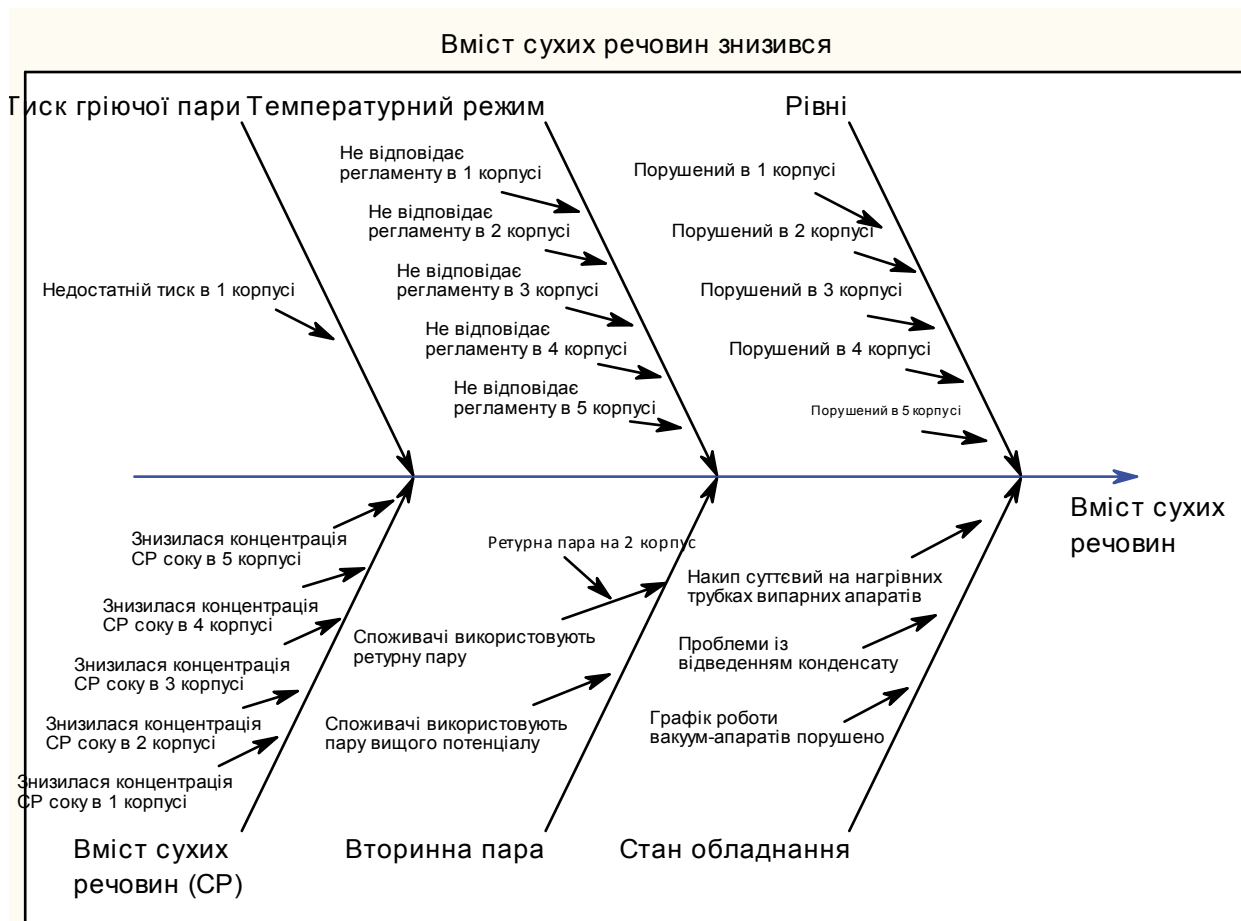 Вміст сухих речовин знизився
Тиск гріючої пари
Температурний режим
Рівні
Не відповідає
регламенту в 1 корпусі
Не відповідає
регламенту в 2 корпусі
Не відповідає
регламенту в 3 корпусі
Не відповідає
регламенту в 4 корпусі
Не відповідає
регламенту в 5 корпусі
Порушений в 1 корпусі
Порушений в 2 корпусі
Порушений в 3 корпусі
Порушений в 4 корпусі
Порушений в 5 корпусі
Недостатній тиск в 1 корпусі
Вміст сухих
речовин
Знизилася концентрація
СР соку в 5 корпусі
Знизилася концентрація
СР соку в 4 корпусі
Знизилася концентрація
СР соку в 3 корпусі
Знизилася концентрація
СР соку в 2 корпусі
Знизилася концентрація
СР соку в 1 корпусі
Ретурна пара на 2 корпус
Споживачі використовують
ретурну пару
Споживачі використовують
пару вищого потенціалу
Накип суттєвий на нагрівних
трубках випарних апаратів
Проблеми із
відведенням конденсату
Графік роботи
вакуум-апаратів порушено
Вміст сухих
речовин (СР)
Вторинна пара
Стан обладнання